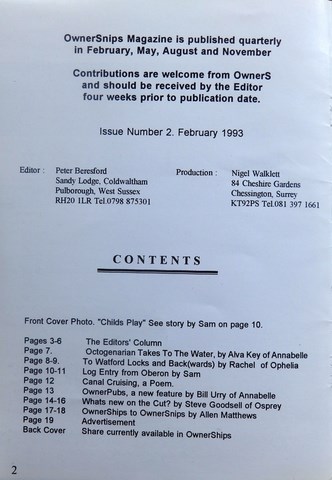 OwnerSnips Magazine is published quarterly
in February, May, August and November
Contributions are welcome from OwnerS
and should be received by the Editor
four weeks prior to publication date.
Issue Number 2. February 1993
Editor : Peter Beresford
Sandy Lodge, Coldwaltham
Pulborough, West Sussex
RH20 1LR Tel.0798 875301
Production : Nigel Walklett
84 Cheshire Gardens
Chessington, Surrey
KT92PS Tel.081 397 1661
CONTENTS
Front Cover Photo. "Childs Play" See story by Sam on page 10.
Pages 3-6 The Editors' Column
Page 7. Octogenarian Takes To The Water, by Alva Key of Annabelle
Page 8-9. To Watford Lodes and Back(wards) by Rachel of Ophelia
Page 10-11 Log Entry from Oberon by Sam
Page 12 Canal Cruising, a Poem.
Page 13 OwnerPubs, a new feature by Bill Urry of Annabelle
Page 14-16 Whats new on the Cut? by Steve Goodsell of Osprey
Page 17-18 OwnerShips to OwnerSnips by Allen Matthews
Page 19 Advertisement
Back Cover Share currently available in OwnerShips
2